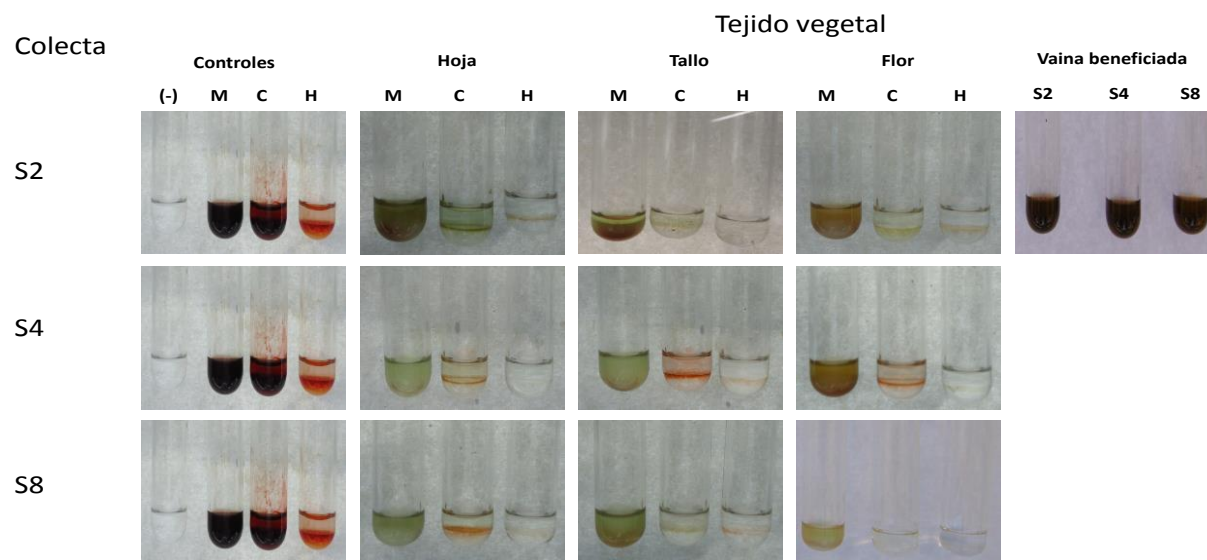 Tejido vegetal
Colecta
Controles Hoja Tallo Flor Vaina beneficiada
(-) M C H M C H M C H M C H S2 S4 S8
S2
S4
S8